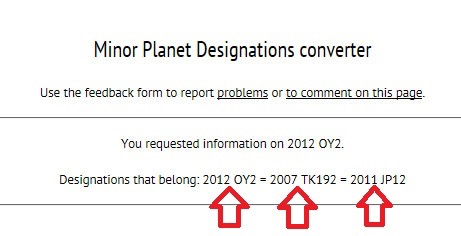 Minor Planet Designations converter
Use the feedback form to report problems or to comment on this page.
You requested information on 2012 OY2.
Designations that belong: 2012 OY2 = 2007 TK192 = 2011 JP12